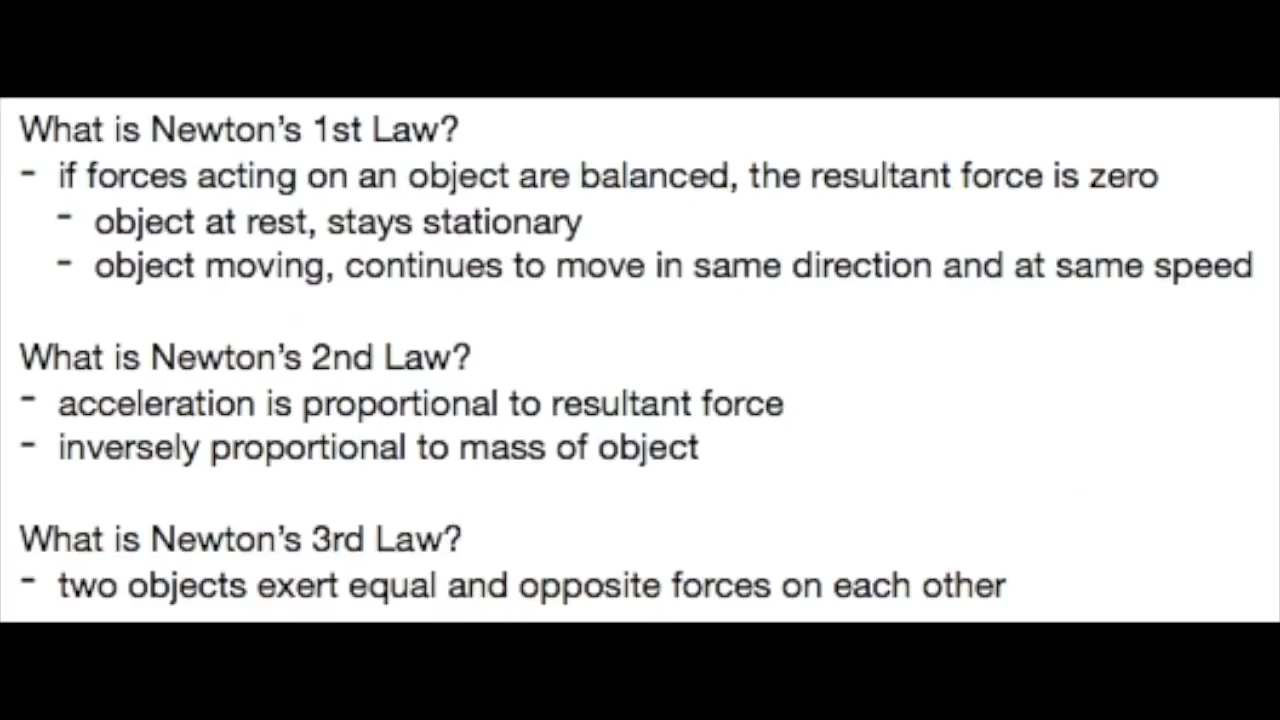 What is Newton's 1st Law?
- if forces acting on an object are balanced, the resultant force is zero
- object at rest, stays stationary
- object moving, continues to move in same direction and at same speed
What is Newton's 2nd Law?
- acceleration is proportional to resultant force
- inversely proportional to mass of object
What is Newton's 3rd Law?
- two objects exert equal and opposite forces on each other